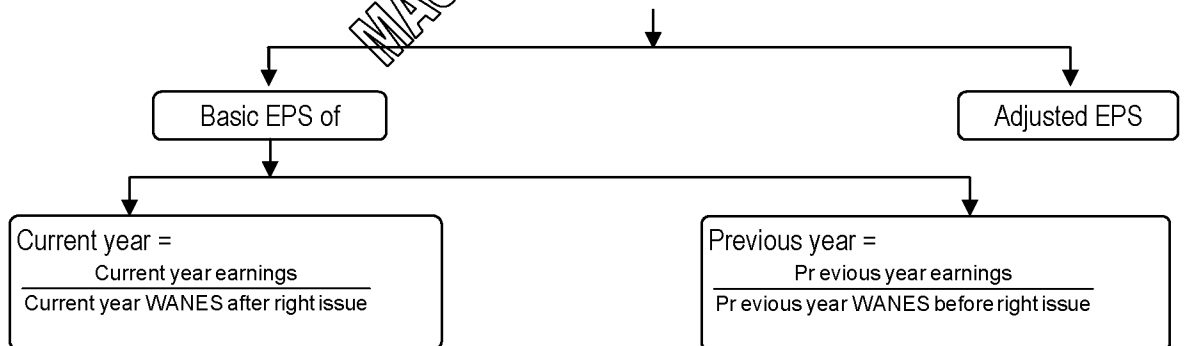 Basic EPS of
Adjusted EPS
Current year =
Current year earnings
Current year WANES after right issue
Previous year =
Pr evious year earnings
Pr evious year WANES before right issue